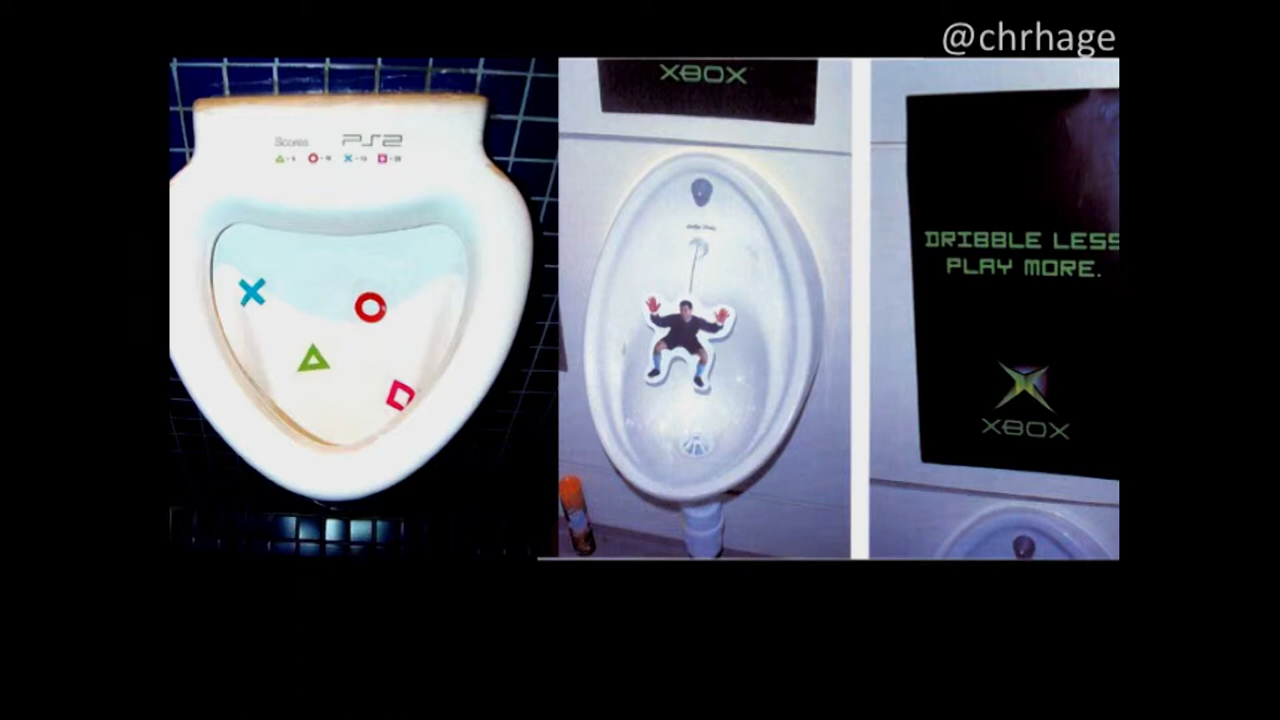 @chrhage
Scores PS2
XBOX
DRIBBLE LESS
PLAY MORE.
XBOX